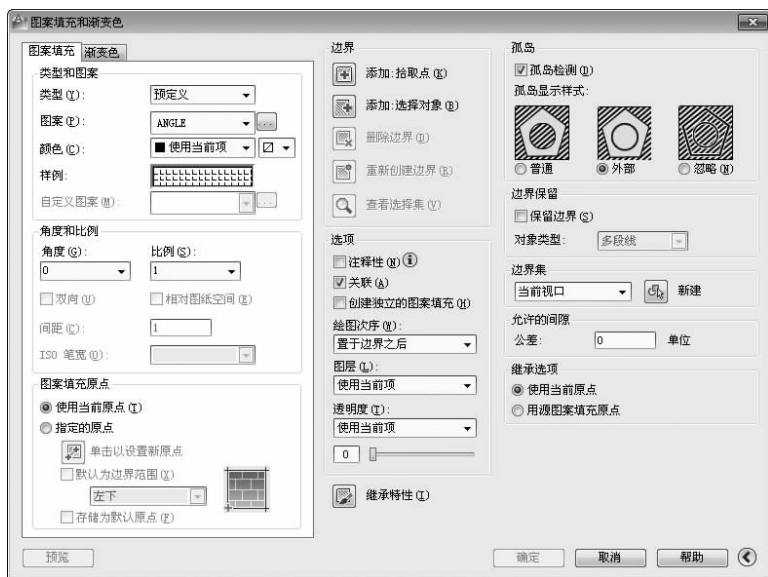 图案填充和渐变色
图案填充 渐变色
类型和图案
类型(Y):
预定义
图案(P):
ANGLE
...
颜色(C):
使用当前项
样例:
自定义图案(M):
...
角度和比例
角度(G):
比例(S):
0
1
双向(U)
相对图纸空间(E)
间距(C):
1
ISO 笔宽(O):
图案填充原点
使用当前原点(T)
指定的原点
单击以设置新原点
默认为边界范围(X)
左下
存储为默认原点(F)
预览
边界
添加:拾取点(K)
添加:选择对象(B)
删除边界(D)
重新创建边界(R)
查看选择集(V)
选项
注释性(N)
关联(A)
创建独立的图案填充(H)
绘图次序(W):
置于边界之后
图层(L):
使用当前项
透明度(T):
使用当前项
0
继承特性(I)
孤岛
孤岛检测(D)
孤岛显示样式:
普通
外部
忽略(N)
边界保留
保留边界(S)
对象类型:
多段线
边界集
当前视口
新建
允许的间隙
公差:
0
单位
继承选项
使用当前原点
用源图案填充原点
确定
取消
帮助